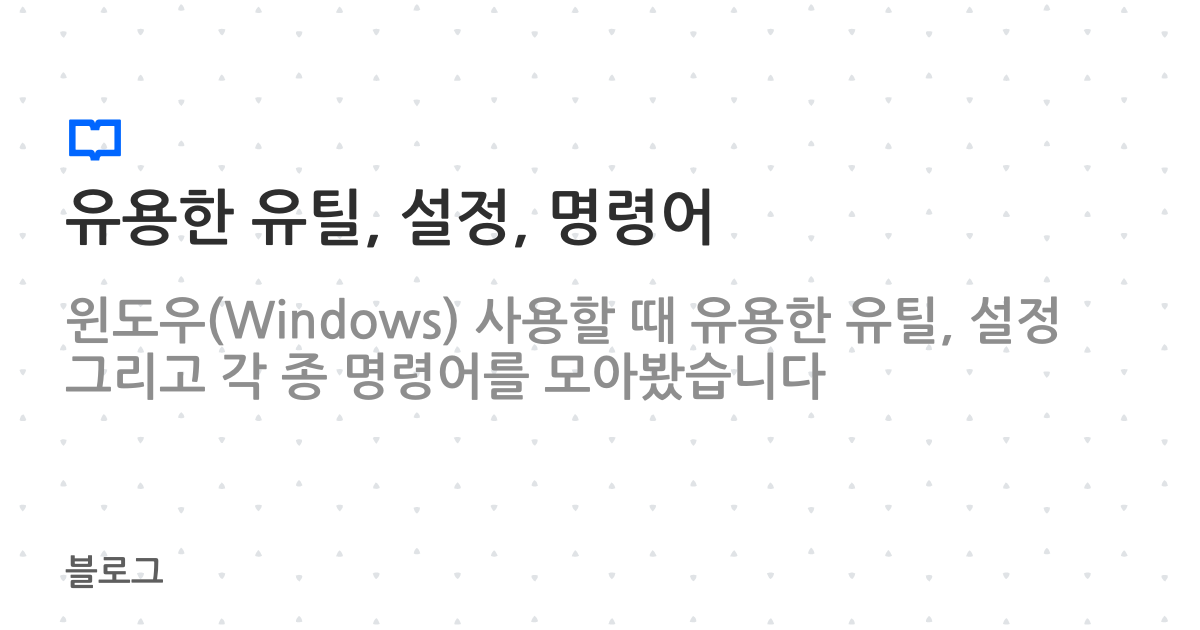 유용한 유틸, 설정, 명령어
윈도우(Windows) 사용할 때 유용한 유틸, 설정
그리고 각 종 명령어를 모아봤습니다
블로그